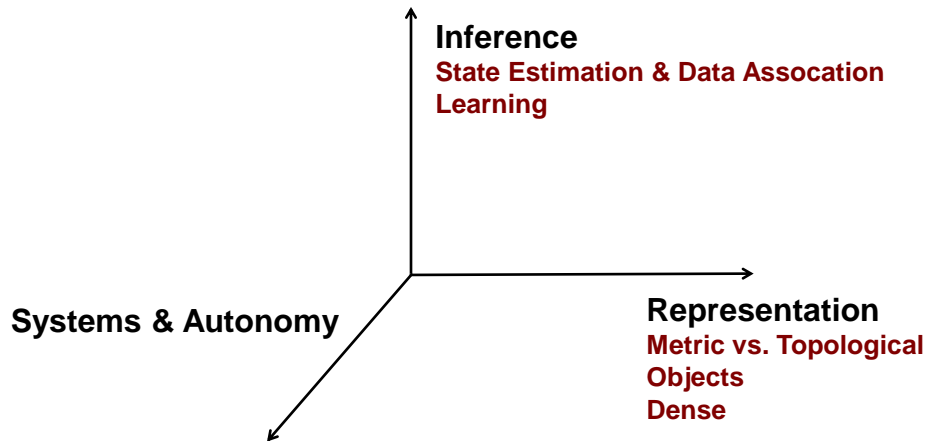 Inference
State Estimation & Data Assocation
Learning
Systems & Autonomy
Representation
Metric vs. Topological
Objects
Dense